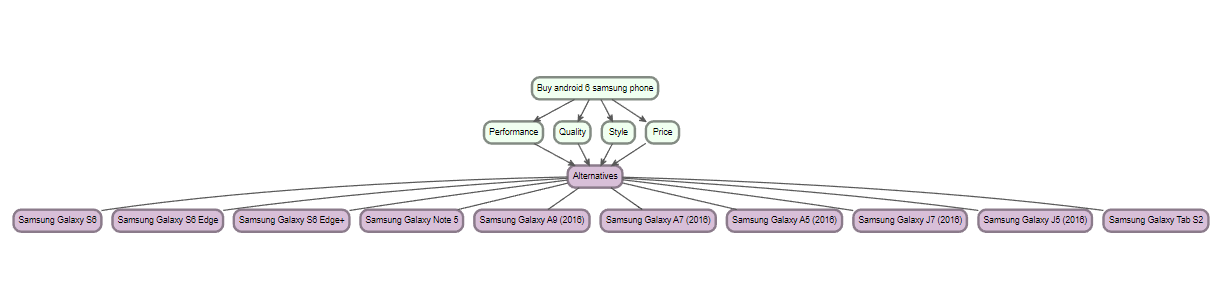 Buy android 6 samsung phone
Performance
Quality
Style
Price
Alternatives
Samsung Galaxy S6
Samsung Galaxy S6 Edge
Samsung Galaxy S6 Edge+
Samsung Galaxy Note 5
Samsung Galaxy A9 (2016)
Samsung Galaxy A7 (2016)
Samsung Galaxy A5 (2016)
Samsung Galaxy J7 (2016)
Samsung Galaxy J5 (2016)
Samsung Galaxy Tab S2